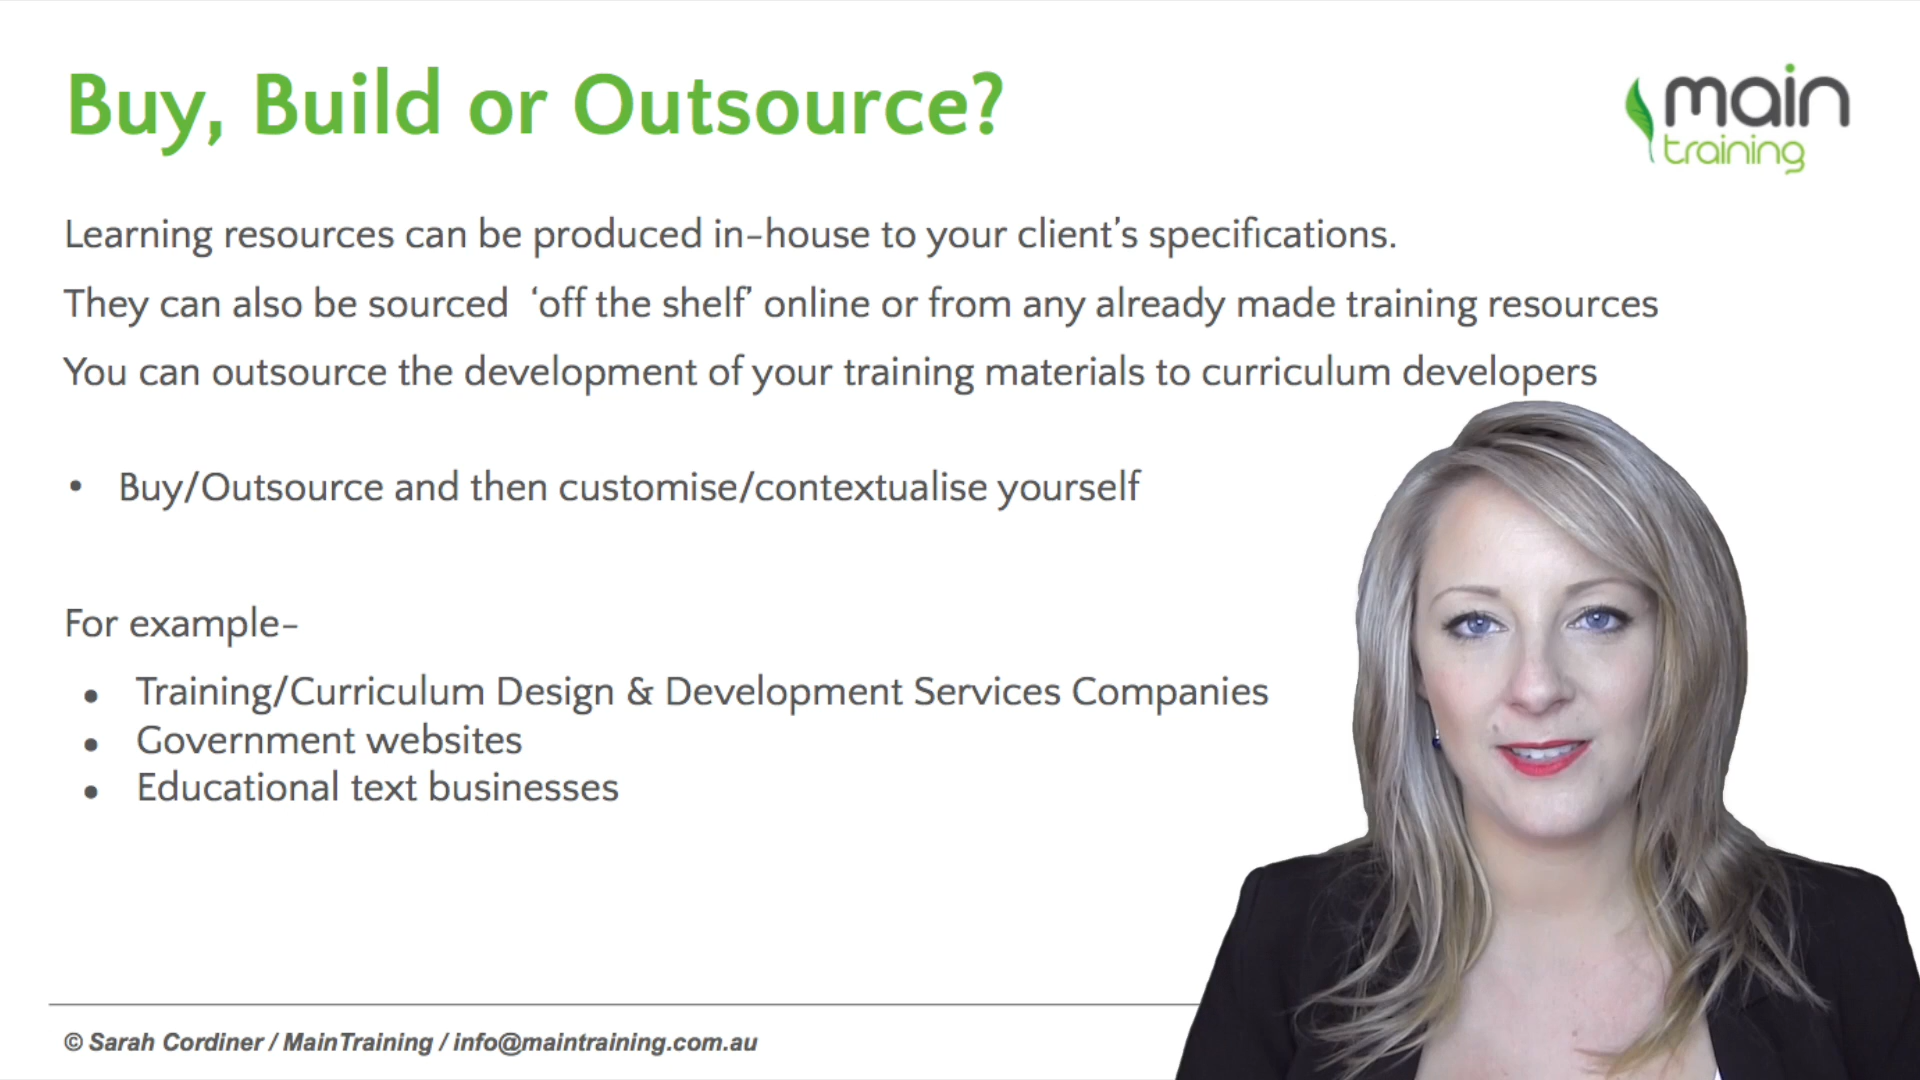 Buy, Build or Outsource?
main
training
Learning resources can be produced in-house to your client’s specifications.
They can also be sourced ‘off the shelf’ online or from any already made training resources
You can outsource the development of your training materials to curriculum developers
• Buy/Outsource and then customise/contextualise yourself
For example-
• Training/Curriculum Design & Development Services Companies
• Government websites
• Educational text businesses
© Sarah Cordiner / MainTraining / info@maintraining.com.au